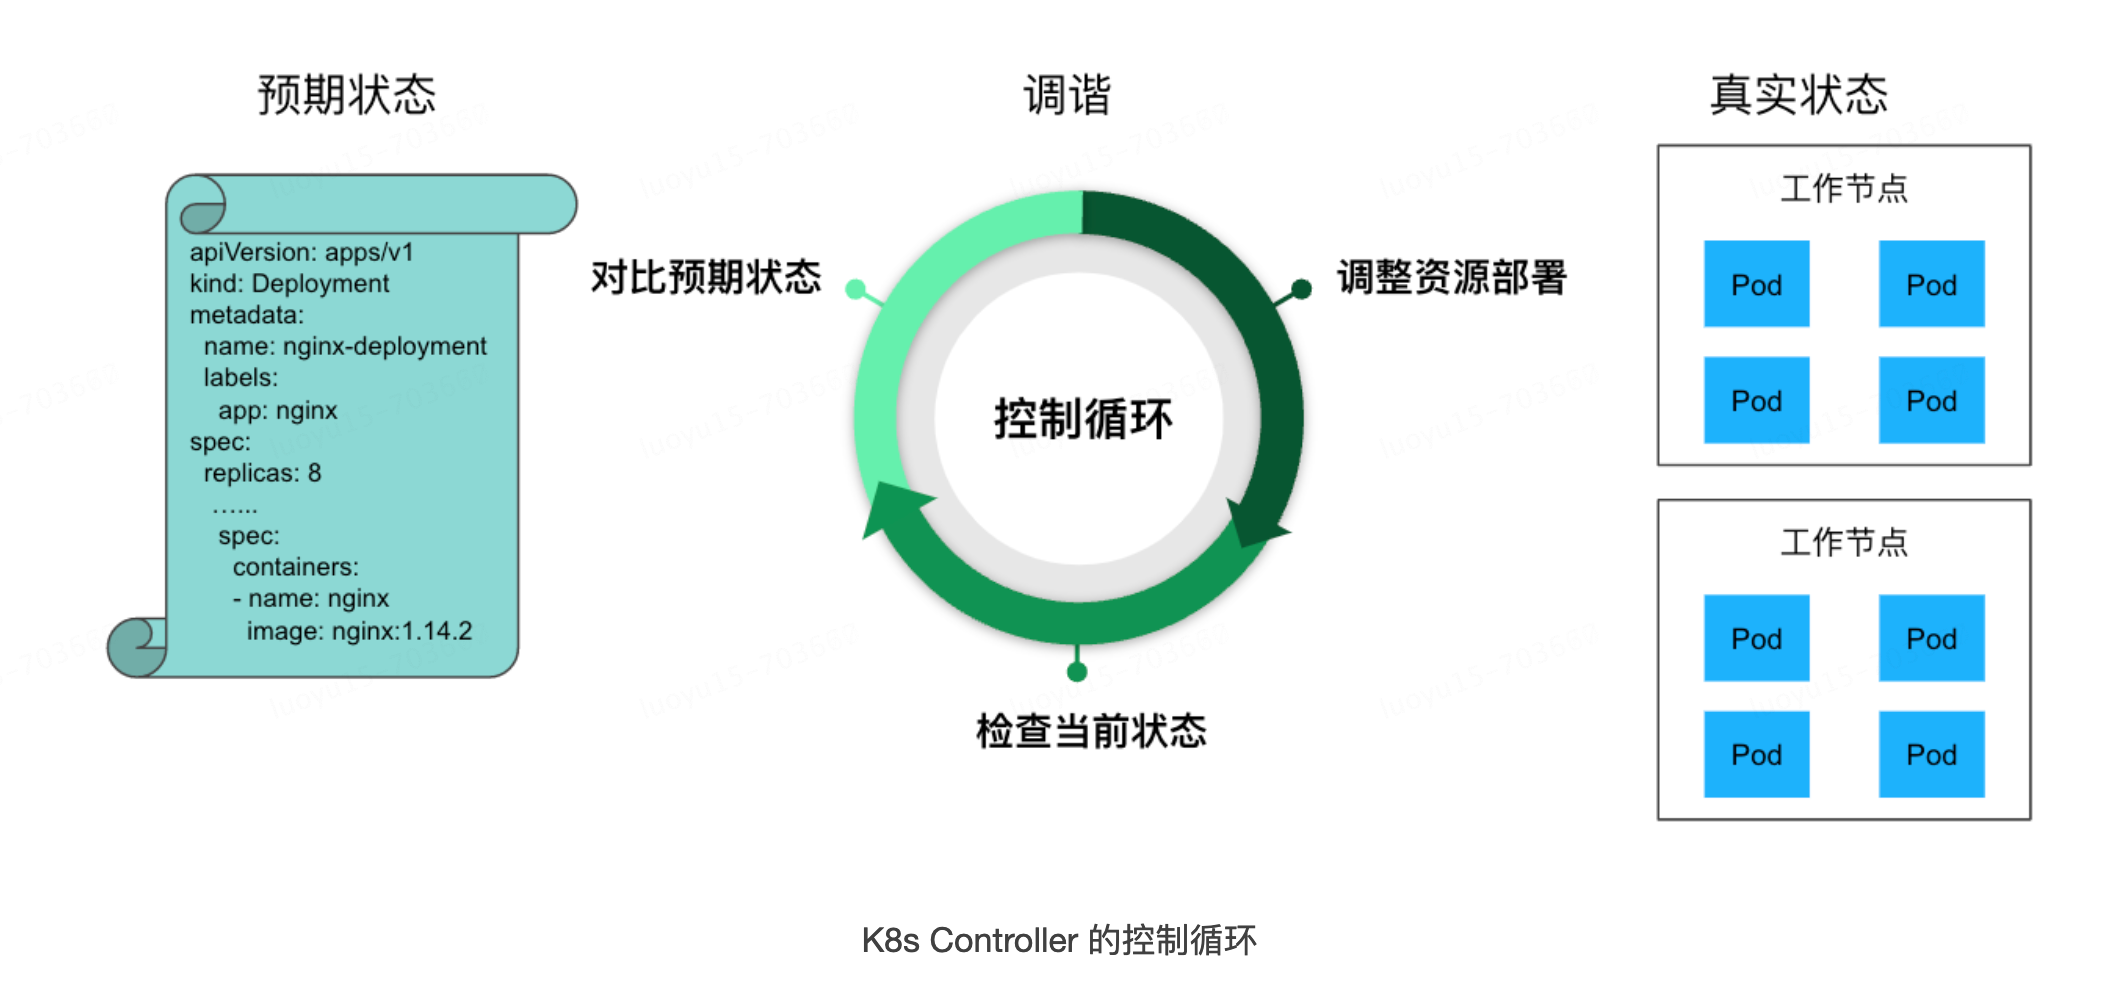 预期状态
apiVersion: apps/v1
kind: Deployment
metadata:
name: nginx-deployment
labels:
app: nginx
spec:
replicas: 8
…...
spec:
containers:
- name: nginx
image: nginx:1.14.2
调谐
对比预期状态
调整资源部署
控制循环
检查当前状态
真实状态
工作节点
Pod Pod
Pod Pod
工作节点
Pod Pod
Pod Pod
K8s Controller 的控制循环